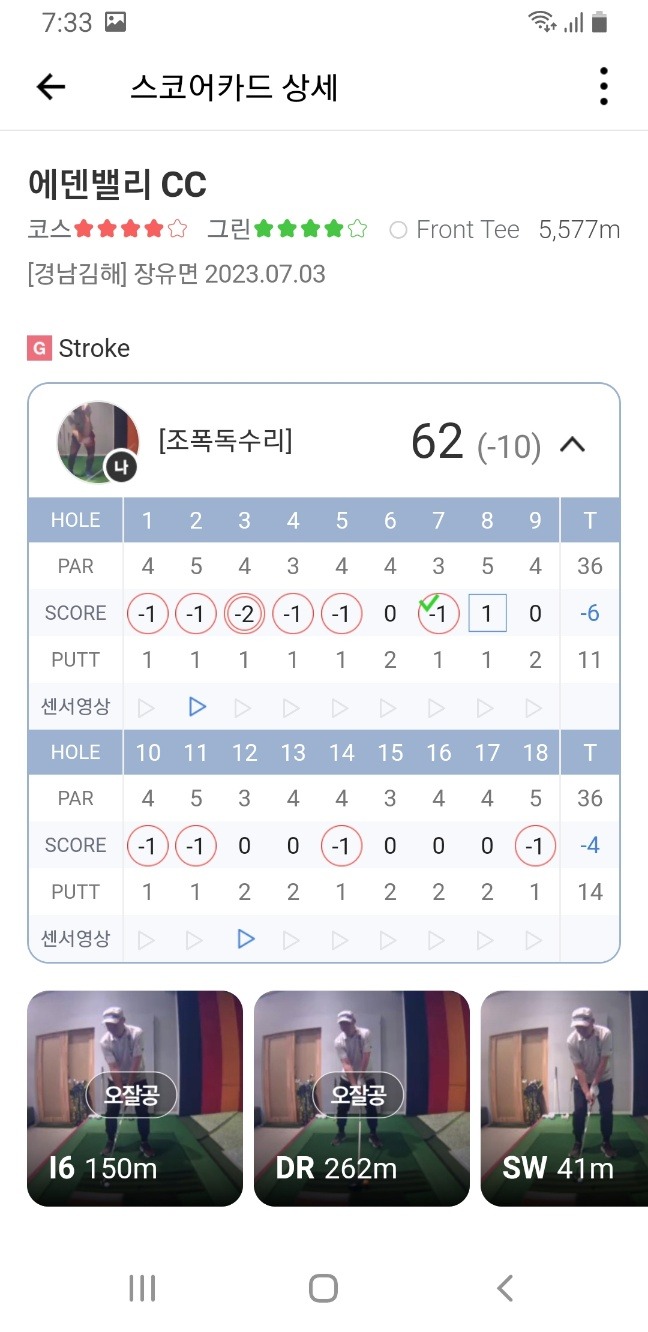 7:33
스코어카드 상세
에덴밸리 CC
코스 그린 Front Tee 5,577m
[경남김해] 장유면 2023.07.03
G Stroke
나 [조폭독수리] 62 (-10)
HOLE 1 2 3 4 5 6 7 8 9 T
PAR 4 5 4 3 4 4 3 5 4 36
SCORE -1 -1 -2 -1 -1 0 -1 1 0 -6
PUTT 1 1 1 1 1 2 1 1 2 11
센서영상
HOLE 10 11 12 13 14 15 16 17 18 T
PAR 4 5 3 4 4 3 4 4 5 36
SCORE -1 -1 0 0 -1 0 0 0 -1 -4
PUTT 1 1 2 2 1 2 2 2 1 14
센서영상
오잘공 오잘공
I6 150m DR 262m SW 41m